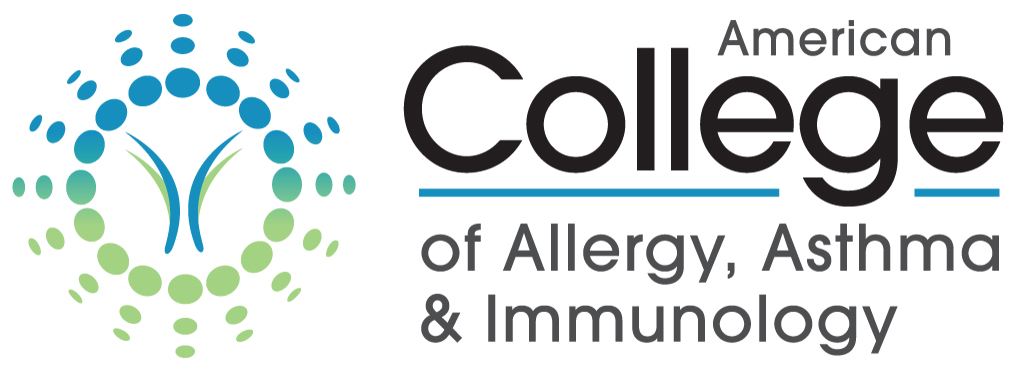 American
College
of Allergy, Asthma
& Immunology